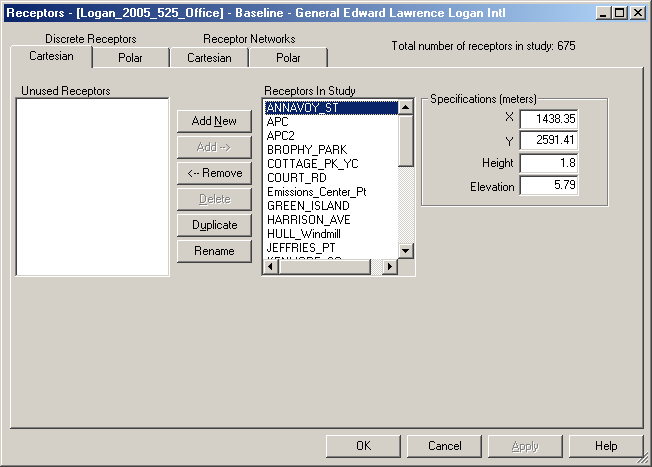 Receptors - [Logan_2005_525_Office] - Baseline - General Edward Lawrence Logan Intl
Discrete Receptors
Receptor Networks
Total number of receptors in study: 675
Cartesian
Polar
Cartesian
Polar
Unused Receptors
Add New
Add -->
<-- Remove
Delete
Duplicate
Rename
Receptors In Study
ANNAVOY_ST
APC
APC2
BROPHY_PARK
COTTAGE_PK_YC
COURT_RD
Emissions_Center_Pt
GREEN_ISLAND
HARRISON_AVE
HULL_Windmill
JEFFRIES_PT
Specifications (meters)
X 1438.35
Y 2591.41
Height 1.8
Elevation 5.79
OK
Cancel
Apply
Help